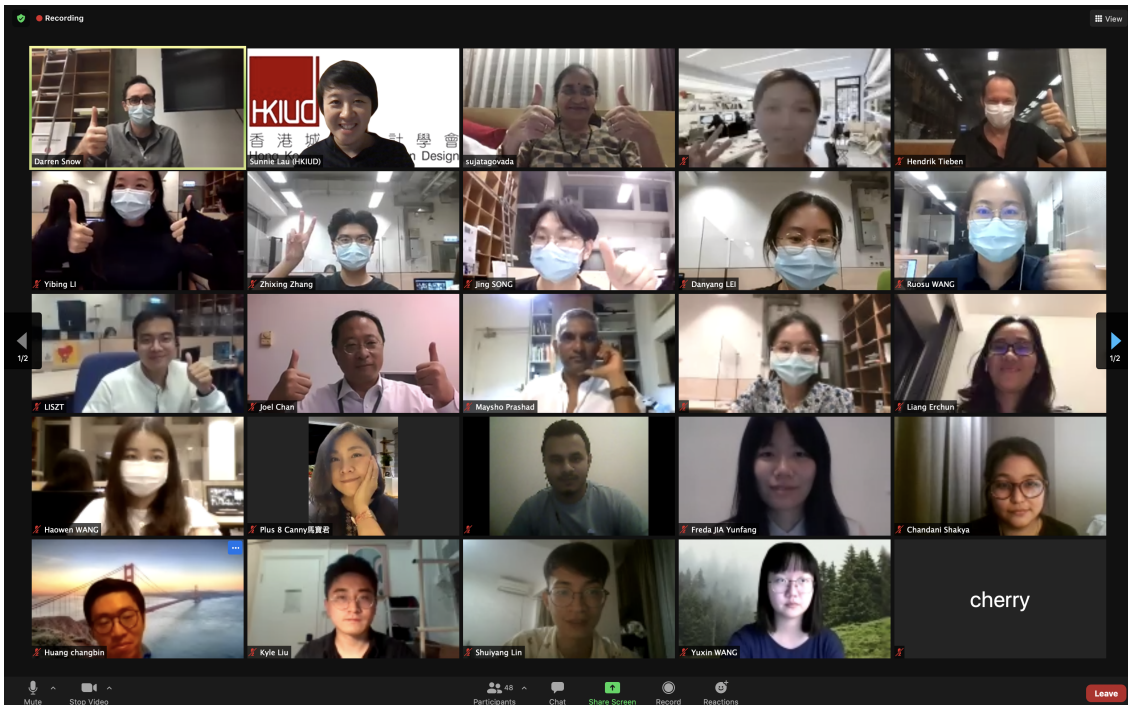 Recording
View
HKIUD
香 港 城 計 學 會
Design
Darren Snow
Sunnie Lau (HKIUD)
sujatagovada
Hendrik Tieben
Yibing LI
Zhixing Zhang
Jing SONG
Danyang LEI
Ruosu WANG
1/2
1/2
LISZT
Joel Chan
Maysho Prashad
Liang Erchun
Haowen WANG
Plus 8 Canny馬寶君
Freda JIA Yunfang
Chandani Shakya
cherry
Huang changbin
Kyle Liu
Shuiyang Lin
Yuxin WANG
48
Mute
Stop Video
Participants
Chat
Share Screen
Record
Reactions
Leave